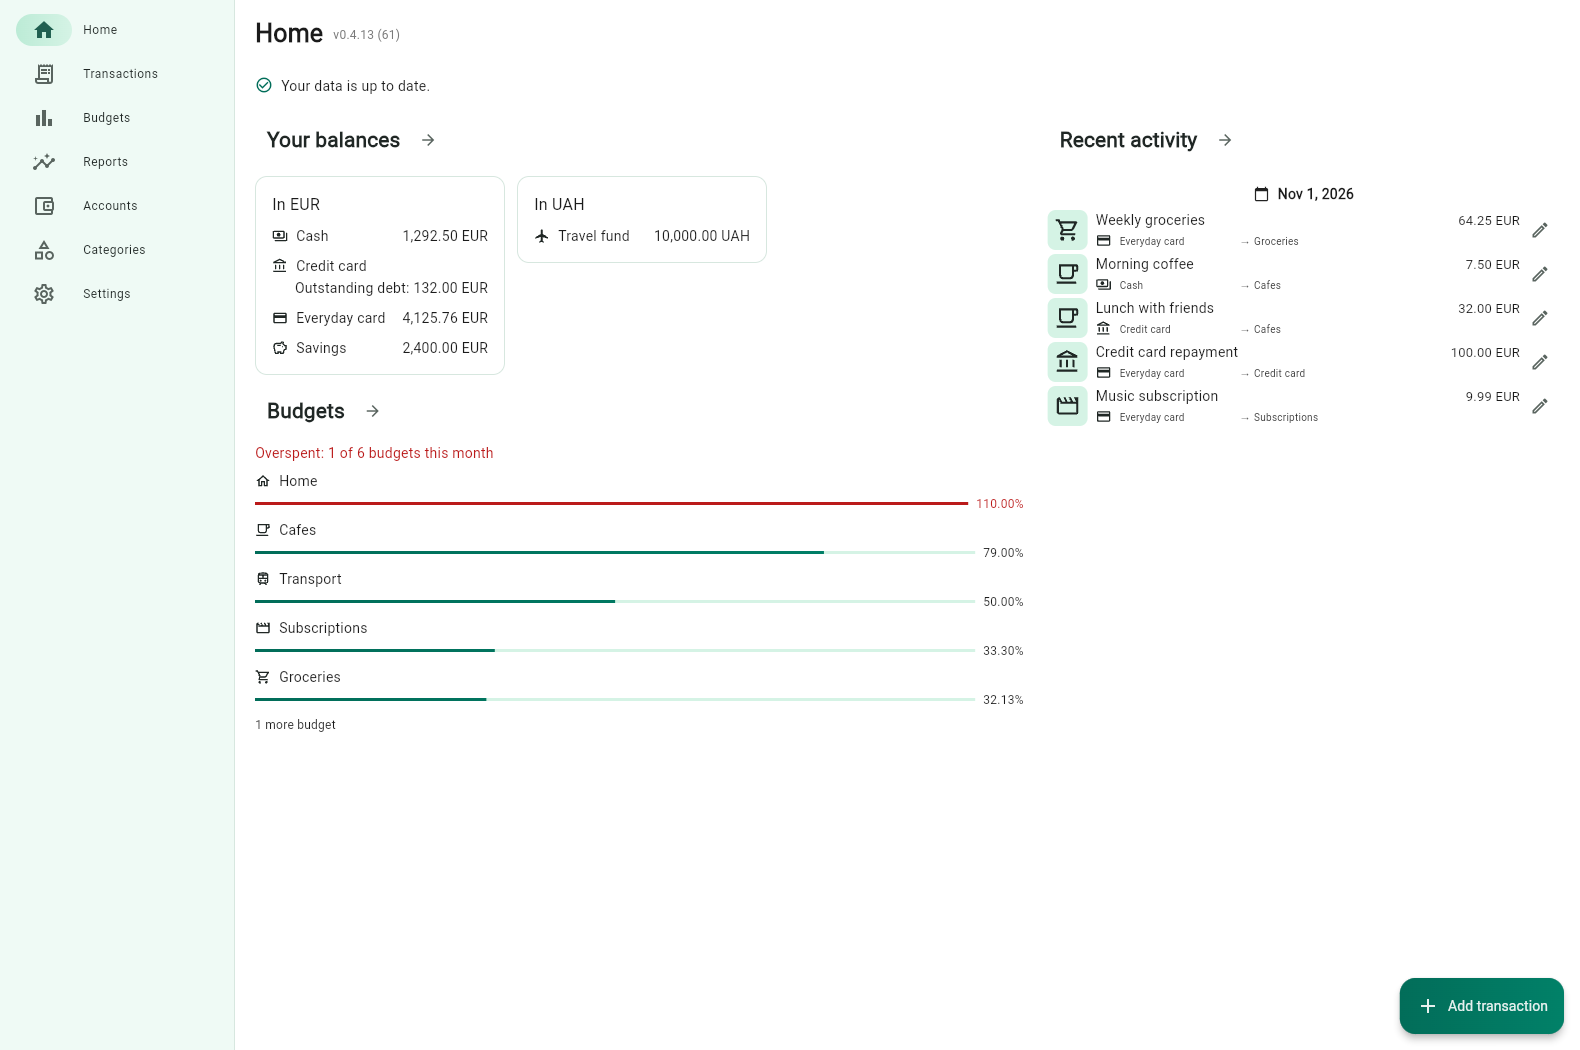 Home
Transactions
Budgets
Reports
Accounts
Categories
Settings
Home v0.4.13 (61)
Your data is up to date.
Your balances
In EUR
Cash 1,292.50 EUR
Credit card
Outstanding debt: 132.00 EUR
Everyday card 4,125.76 EUR
Savings 2,400.00 EUR
In UAH
Travel fund 10,000.00 UAH
Budgets
Overspent: 1 of 6 budgets this month
Home
110.00%
Cafes
79.00%
Transport
50.00%
Subscriptions
33.30%
Groceries
32.13%
1 more budget
Recent activity
Nov 1, 2026
Weekly groceries 64.25 EUR
Everyday card → Groceries
Morning coffee 7.50 EUR
Cash → Cafes
Lunch with friends 32.00 EUR
Credit card → Cafes
Credit card repayment 100.00 EUR
Everyday card → Credit card
Music subscription 9.99 EUR
Everyday card → Subscriptions
Add transaction